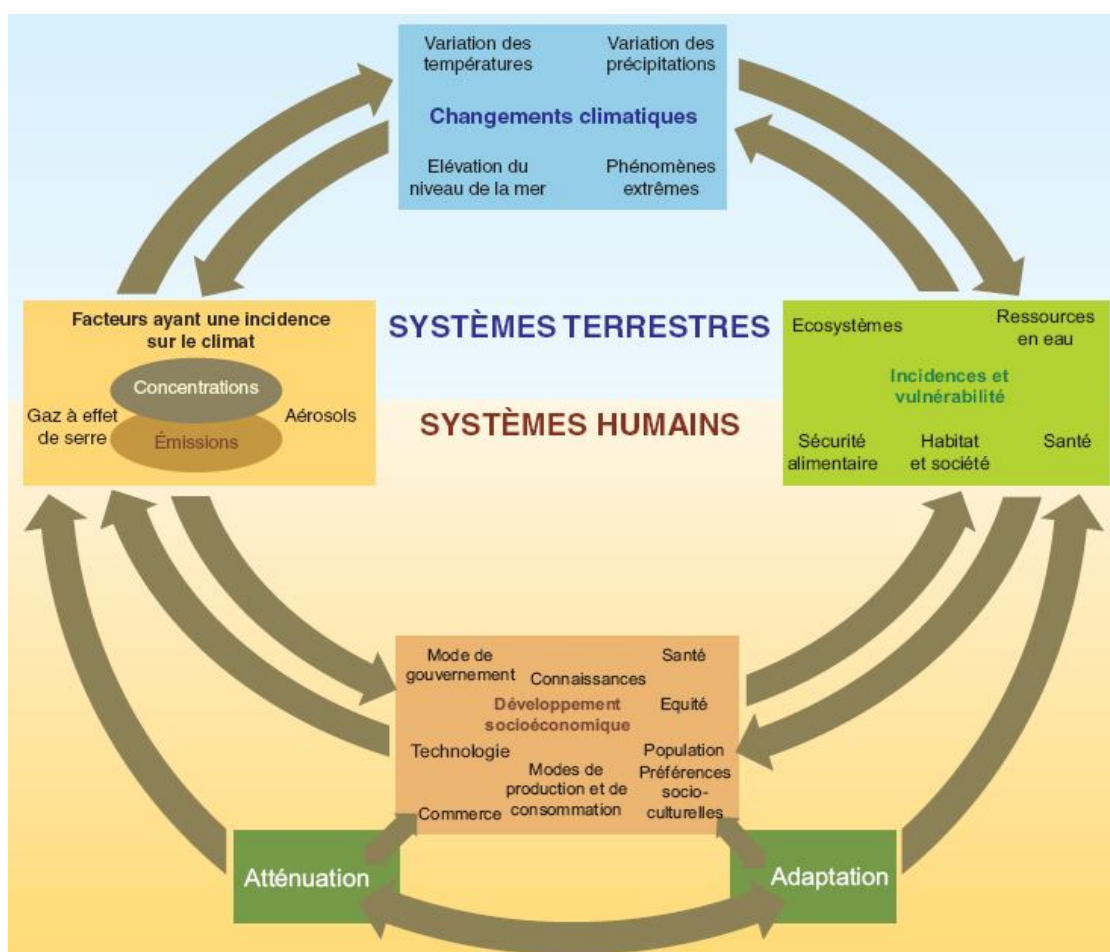 Variation des
températures
Variation des
précipitations
Changements climatiques
Elévation du
niveau de la mer
Phénomènes
extrêmes
Facteurs ayant une incidence
sur le climat
Concentrations
Gaz à effet
de serre
Émissions
Aérosols
SYSTÈMES TERRESTRES
SYSTÈMES HUMAINS
Ecosystèmes
Ressources
en eau
Incidences et
vulnérabilité
Sécurité
alimentaire
Habitat
et société
Santé
Mode de
gouvernement
Connaissances
Santé
Développement
socioéconomique
Equité
Technologie
Modes de
production et de
consommation
Population
Préférences
socio-
culturelles
Commerce
Atténuation
Adaptation